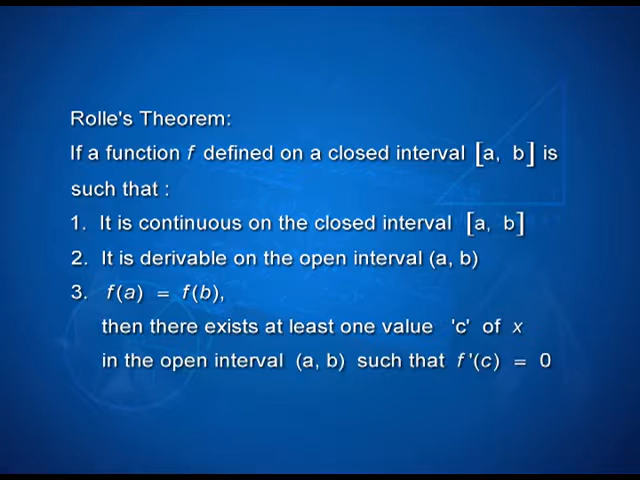 Rolle's Theorem:
If a function f defined on a closed interval [a, b] is
such that :
1. It is continuous on the closed interval [a, b]
2. It is derivable on the open interval (a, b)
3. f(a) = f(b),
then there exists at least one value 'c' of x
in the open interval (a, b) such that f'(c) = 0